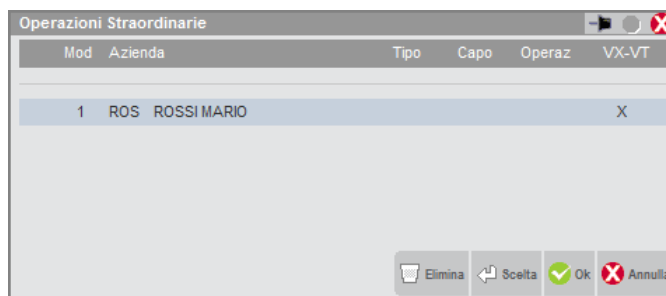 Operazioni Straordinarie
Mod Azienda Tipo Capo Operaz VX-VT
1 ROS ROSSI MARIO X
Elimina Scelta Ok Annulla